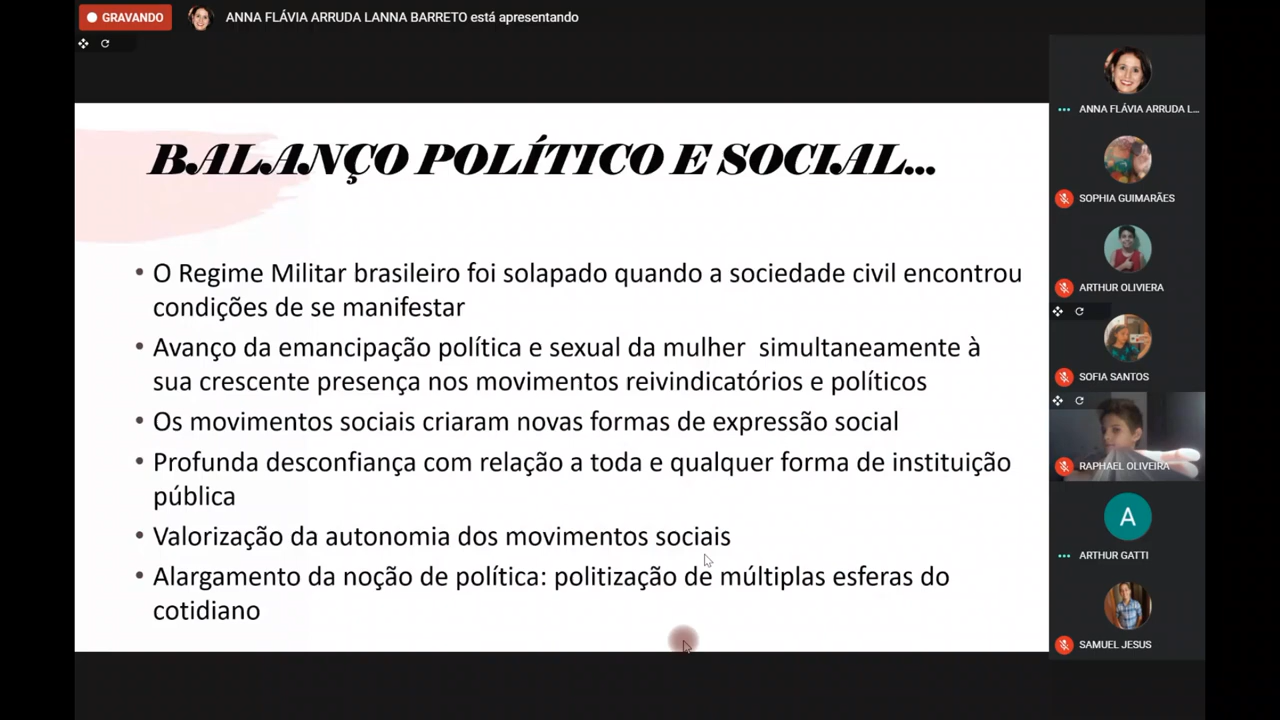 GRAVANDO
ANNA FLÁVIA ARRUDA LANNA BARRETO está apresentando
BALANÇO POLÍTICO E SOCIAL...
• O Regime Militar brasileiro foi solapado quando a sociedade civil encontrou
condições de se manifestar
• Avanço da emancipação política e sexual da mulher simultaneamente à
sua crescente presença nos movimentos reivindicatórios e políticos
• Os movimentos sociais criaram novas formas de expressão social
• Profunda desconfiança com relação a toda e qualquer forma de instituição
pública
• Valorização da autonomia dos movimentos sociais
• Alargamento da noção de política: politização de múltiplas esferas do
cotidiano
ANNA FLÁVIA ARRUDA L...
SOPHIA GUIMARÃES
ARTHUR OLIVIERA
SOFIA SANTOS
RAPHAEL OLIVEIRA
A
ARTHUR GATTI
SAMUEL JESUS